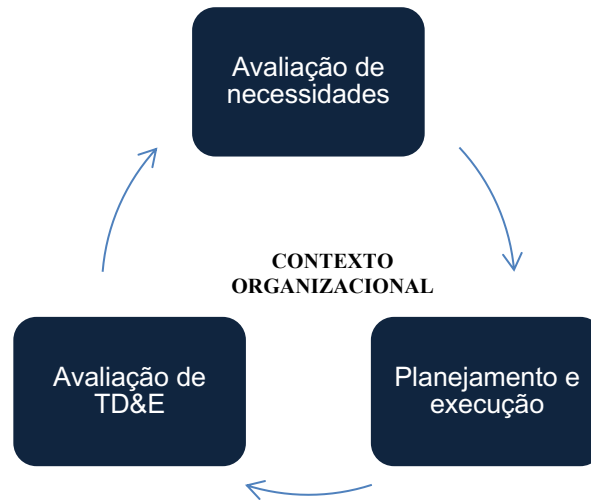 Avaliação de
necessidades
CONTEXTO
ORGANIZACIONAL
Avaliação de
TD&E
Planejamento e
execução